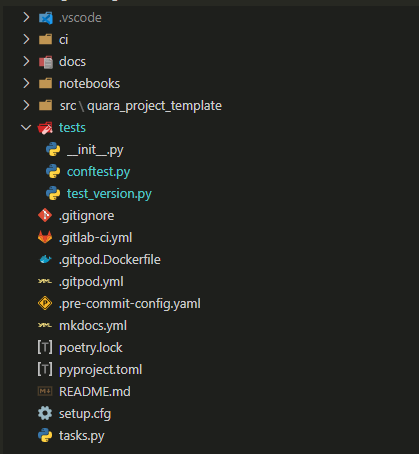 .vscode
ci
docs
notebooks
src \ quara_project_template
tests
__init__.py
conftest.py
test_version.py
.gitignore
.gitlab-ci.yml
.gitpod.Dockerfile
.gitpod.yml
.pre-commit-config.yaml
mkdocs.yml
poetry.lock
pyproject.toml
README.md
setup.cfg
tasks.py